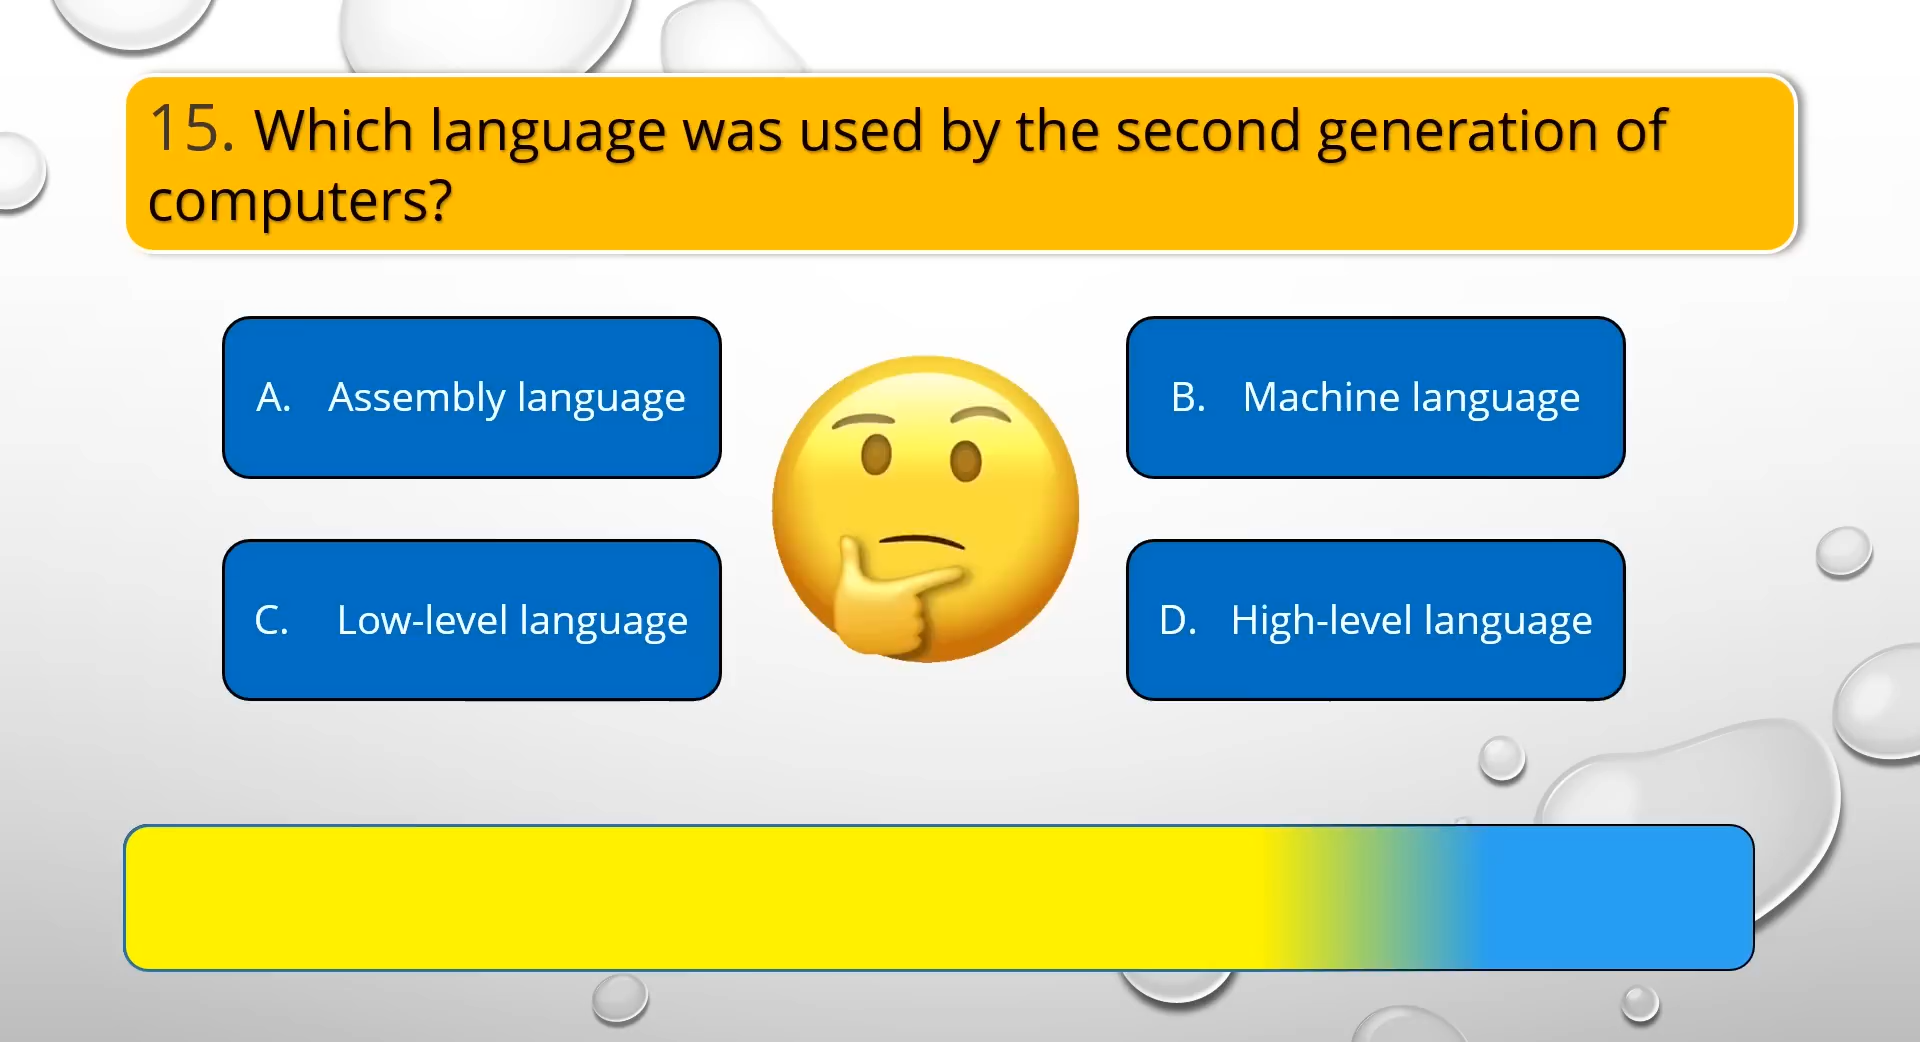 15. Which language was used by the second generation of
computers?
A. Assembly language
B. Machine language
C. Low-level language
D. High-level language